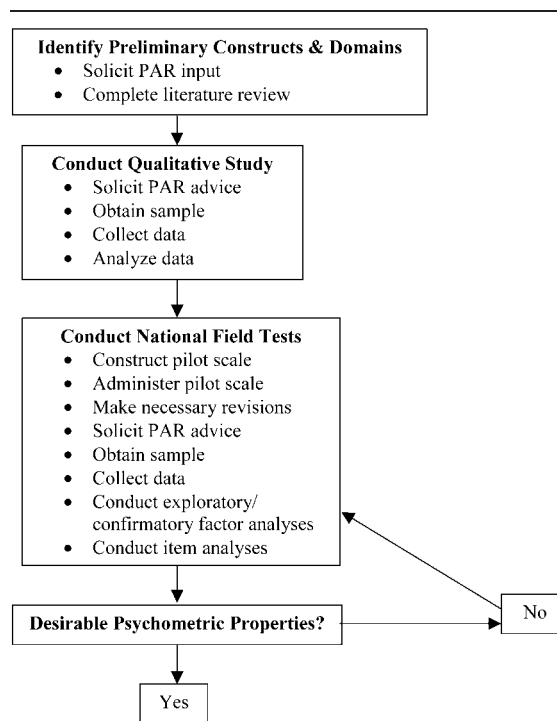 Identify Preliminary Constructs & Domains
• Solicit PAR input
• Complete literature review
Conduct Qualitative Study
• Solicit PAR advice
• Obtain sample
• Collect data
• Analyze data
Conduct National Field Tests
• Construct pilot scale
• Administer pilot scale
• Make necessary revisions
• Solicit PAR advice
• Obtain sample
• Collect data
• Conduct exploratory/
confirmatory factor analyses
• Conduct item analyses
Desirable Psychometric Properties?
No
Yes